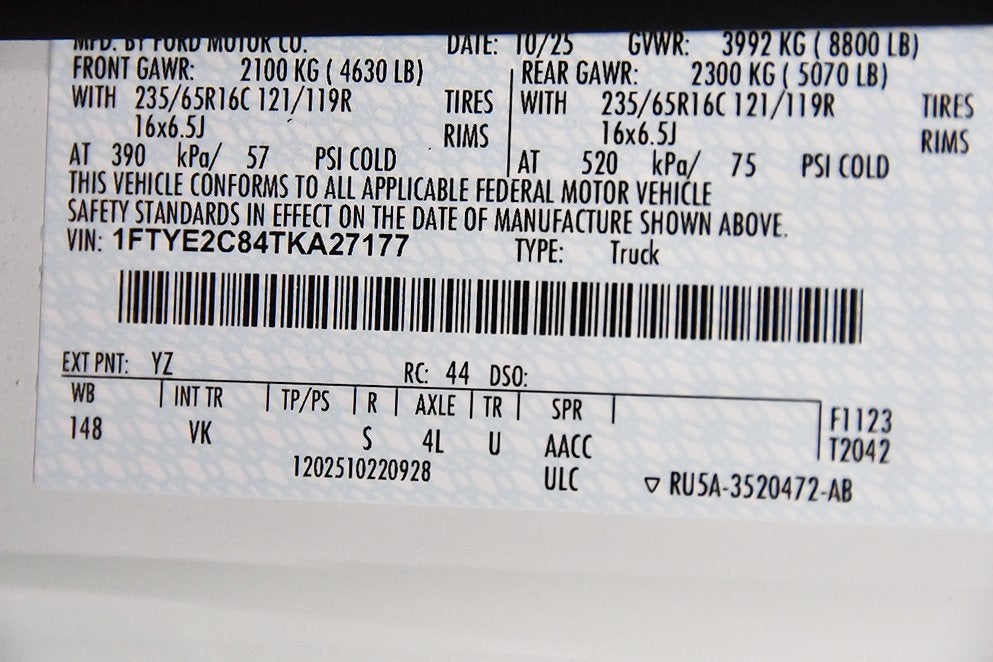 MFD. BY FORD MOTOR CO. DATE: 10/25 GVWR: 3992 KG ( 8800 LB)
FRONT GAWR: 2100 KG ( 4630 LB) REAR GAWR: 2300 KG ( 5070 LB)
WITH 235/65R16C 121/119R TIRES WITH 235/65R16C 121/119R TIRES
16x6.5J RIMS 16x6.5J RIMS
AT 390 kPa/ 57 PSI COLD AT 520 kPa/ 75 PSI COLD
THIS VEHICLE CONFORMS TO ALL APPLICABLE FEDERAL MOTOR VEHICLE
SAFETY STANDARDS IN EFFECT ON THE DATE OF MANUFACTURE SHOWN ABOVE.
VIN: 1FTYE2C84TKA27177 TYPE: Truck
EXT PNT: YZ RC: 44 DSO:
WB INT TR TP/PS R AXLE TR SPR F1123
148 VK S 4L U AACC T2042
1202510220928 ULC ▽ RU5A-3520472-AB